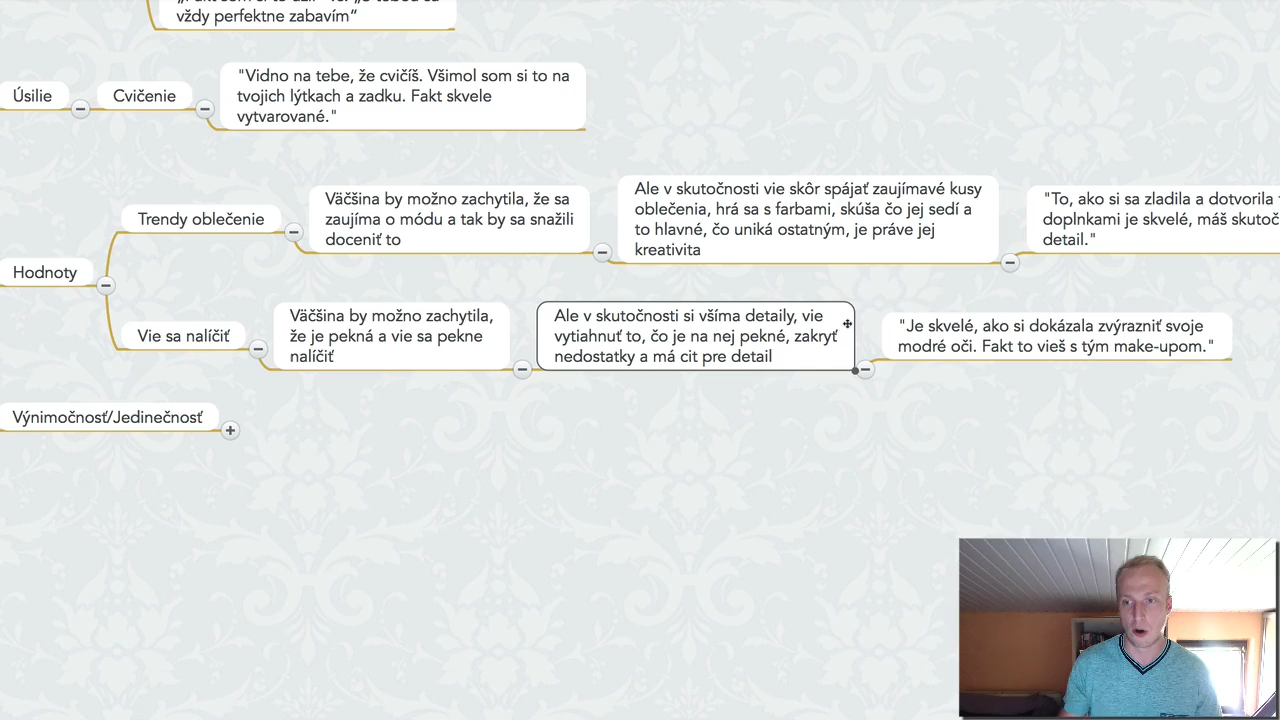 vždy perfektne zabavím“
Úsilie
Cvičenie
"Vidno na tebe, že cvičíš. Všimol som si to na
tvojich lýtkach a zadku. Fakt skvele
vytvarované."
Hodnoty
Trendy oblečenie
Väčšina by možno zachytila, že sa
zaujíma o módu a tak by sa snažili
doceniť to
Ale v skutočnosti vie skôr spájať zaujímavé kusy
oblečenia, hrá sa s farbami, skúša čo jej sedí a
to hlavné, čo uniká ostatným, je práve jej
kreativita
"To, ako si sa zladila a dotvorila
doplnkami je skvelé, máš
detail."
Vie sa nalíčiť
Väčšina by možno zachytila,
že je pekná a vie sa pekne
nalíčiť
Ale v skutočnosti si všíma detaily, vie
vytiahnuť to, čo je na nej pekné, zakryť
nedostatky a má cit pre detail
"Je skvelé, ako si dokázala zvýrazniť svoje
modré oči. Fakt to vieš s tým make-upom."
Výnimočnosť/Jedinečnosť